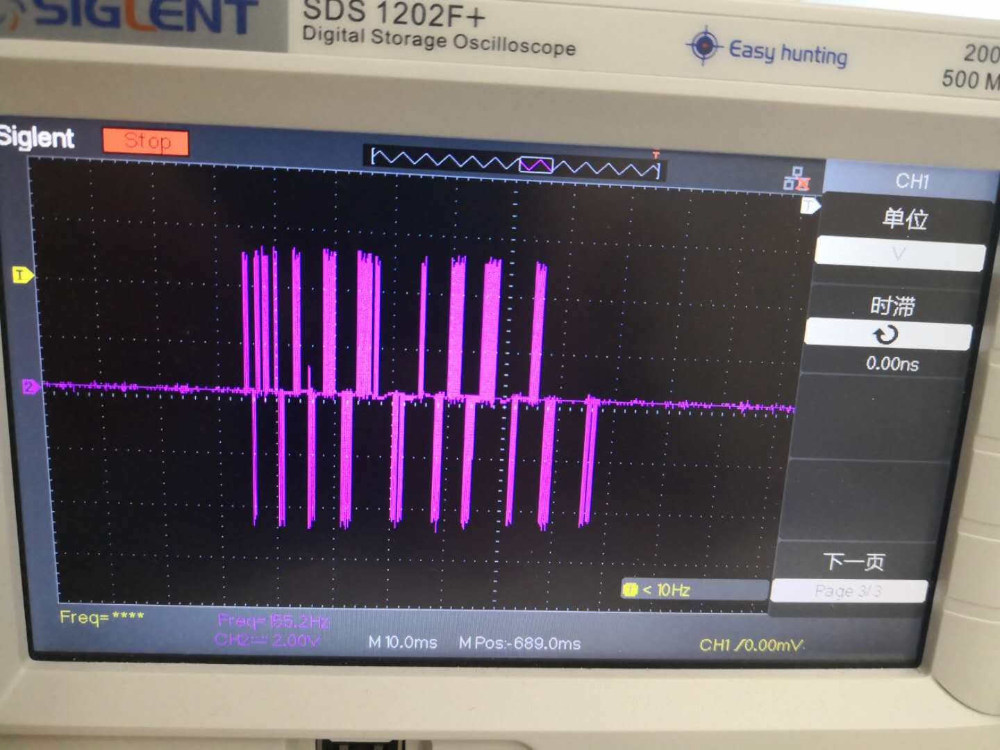 SIGLENT
SDS 1202F+
Digital Storage Oscilloscope
Easy hunting
200
500 M
Siglent
Stop
T
T
CH1
单位
V
时滞
0.00ns
下一页
Page 3/3
T
2
T < 10Hz
Freq=****
Freq=155.2Hz
CH2 2.00V
M 10.0ms
M Pos:-689.0ms
CH1 /0.00mV